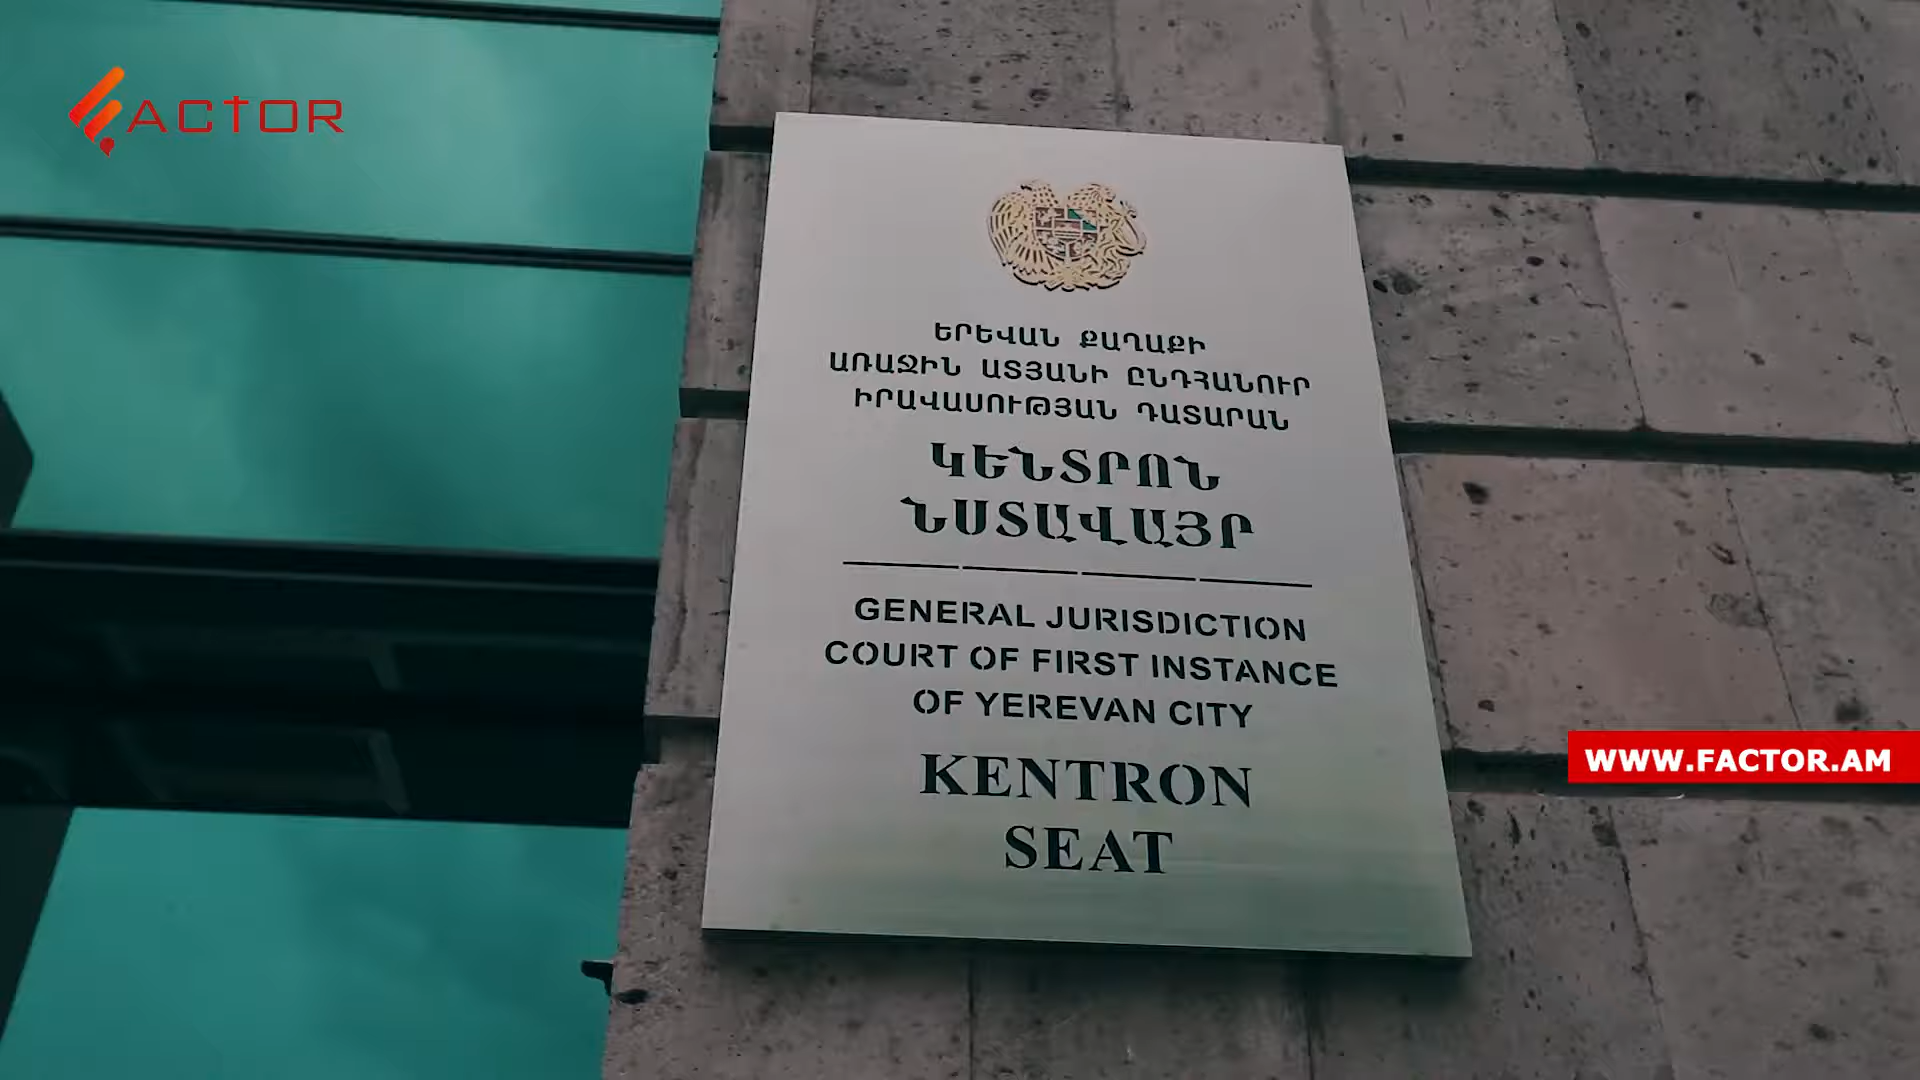 FACTOR
ԵՐԵՎԱՆ ՔԱՂԱՔԻ
ԱՌԱՋԻՆ ԱՏՅԱՆԻ ԸՆԴՀԱՆՈՒՐ
ԻՐԱՎԱՍՈՒԹՅԱՆ ԴԱՏԱՐԱՆ
ԿԵՆՏՐՈՆ
ՆՍՏԱՎԱՅՐ
GENERAL JURISDICTION
COURT OF FIRST INSTANCE
OF YEREVAN CITY
KENTRON
SEAT
WWW.FACTOR.AM